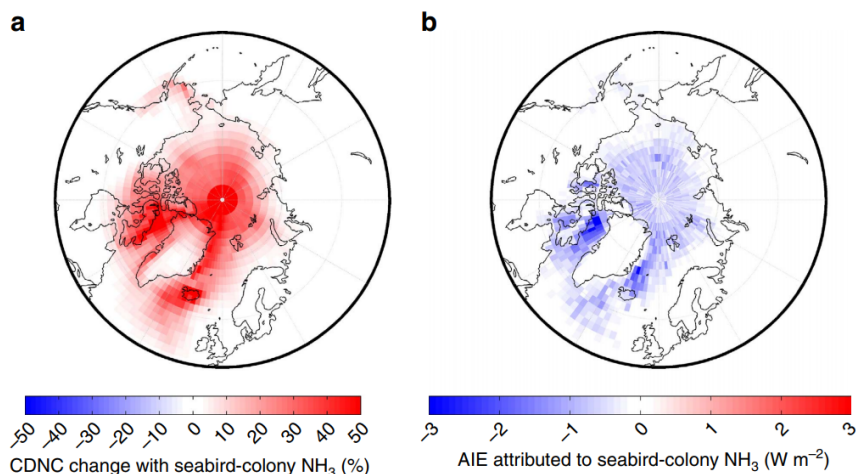 a
b
−50 −40 −30 −20 −10 0 10 20 30 40 50
CDNC change with seabird-colony NH₃ (%)
−3 −2 −1 0 1 2 3
AIE attributed to seabird-colony NH₃ (W m⁻²)